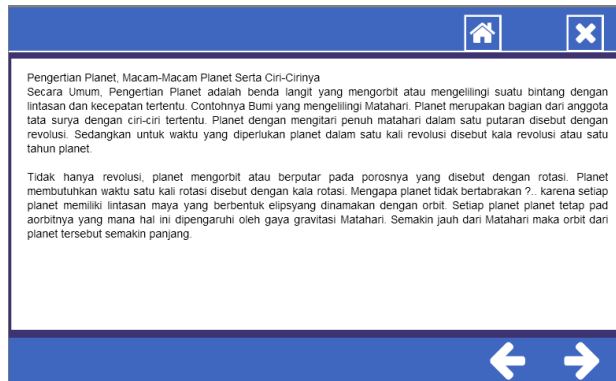 Pengertian Planet, Macam-Macam Planet Serta Ciri-Cirinya
Secara Umum, Pengertian Planet adalah benda langit yang mengorbit atau mengelilingi suatu bintang dengan
lintasan dan kecepatan tertentu. Contohnya Bumi yang mengelilingi Matahari. Planet merupakan bagian dari anggota
tata surya dengan ciri-ciri tertentu. Planet dengan mengitari penuh matahari dalam satu putaran disebut dengan
revolusi. Sedangkan untuk waktu yang diperlukan planet dalam satu kali revolusi disebut kala revolusi atau satu
tahun planet.
Tidak hanya revolusi, planet mengorbit atau berputar pada porosnya yang disebut dengan rotasi. Planet
membutuhkan waktu satu kali rotasi disebut dengan kala rotasi. Mengapa planet tidak bertabrakan ?.. karena setiap
planet memiliki lintasan maya yang berbentuk elipsyang dinamakan dengan orbit. Setiap planet planet tetap pad
aorbitnya yang mana hal ini dipengaruhi oleh gaya gravitasi Matahari. Semakin jauh dari Matahari maka orbit dari
planet tersebut semakin panjang.